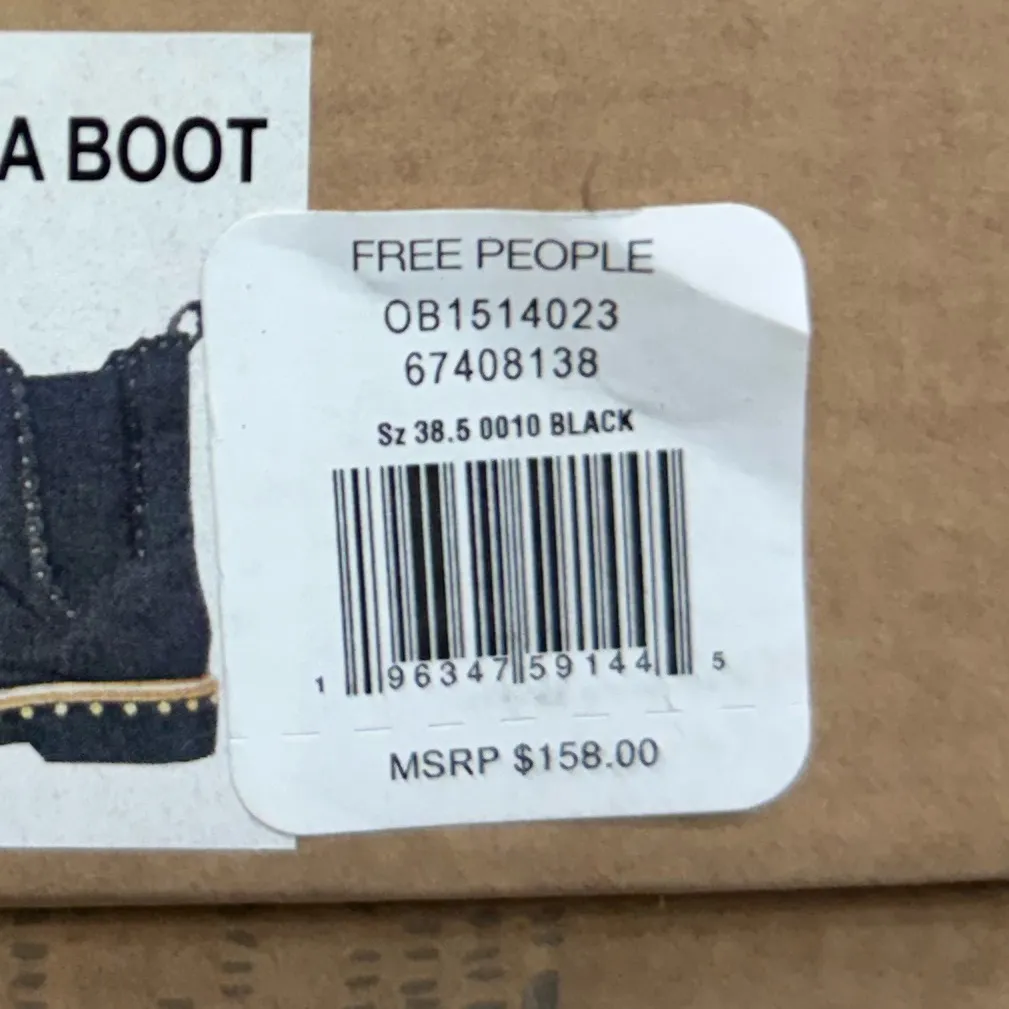 A BOOT
FREE PEOPLE
OB1514023
67408138
Sz 38.5 0010 BLACK
1 96347 59144 5
MSRP $158.00